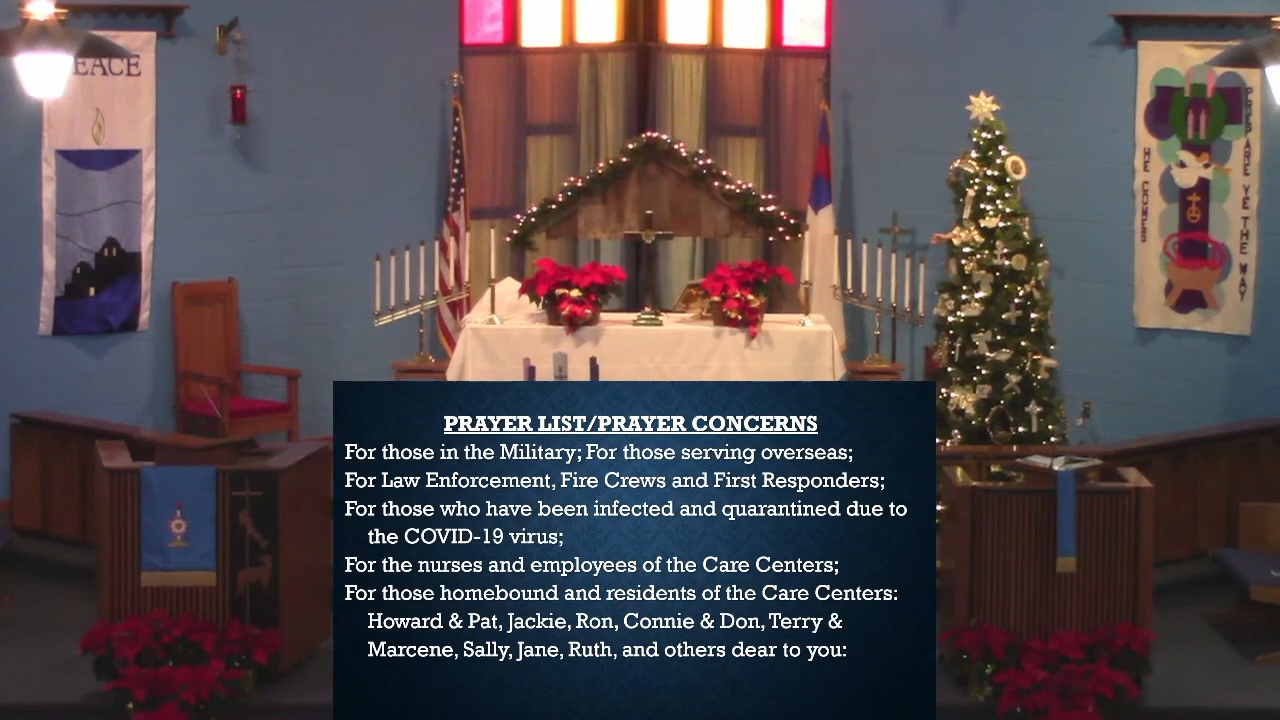 EACE
HE COMES
PREPARE YE THE WAY
PRAYER LIST/PRAYER CONCERNS
For those in the Military; For those serving overseas;
For Law Enforcement, Fire Crews and First Responders;
For those who have been infected and quarantined due to
the COVID-19 virus;
For the nurses and employees of the Care Centers;
For those homebound and residents of the Care Centers:
Howard & Pat, Jackie, Ron, Connie & Don, Terry &
Marcene, Sally, Jane, Ruth, and others dear to you: